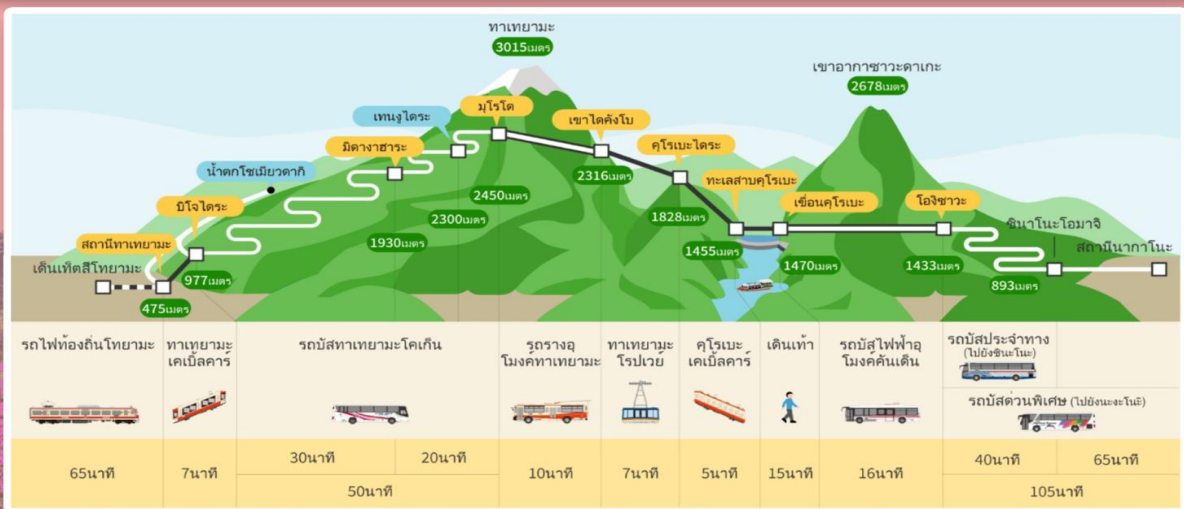 ทาเทยามะ
3015เมตร
เขาอากาซาวะดาเกะ
2678เมตร
เทนงูไดระ
มุโรโด
เขาไดคังโบ
มิดางาฮาระ
คุโรเบะไดระ
น้ำตกโชเมียวดากิ
2316เมตร
ทะเลสาบคุโรเบะ
บิโจไดระ
2450เมตร
เขื่อนคุโรเบะ
โองิซาวะ
2300เมตร
1828เมตร
ชินาโนะโอมาจิ
สถานีทาเทยามะ
1930เมตร
สถานีนากาโนะ
เด็นเท็ตสึโทยามะ
977เมตร
1455เมตร
1470เมตร
1433เมตร
893เมตร
475เมตร
รถไฟท้องถิ่นโทยามะ
ทาเทยามะ
เคเบิ้ลคาร์
รถบัสทาเทยามะโคเก็น
รถรางอุ
โมงค์ทาเทยามะ
ทาเทยามะ
โรปเวย์
คุโรเบะ
เคเบิ้ลคาร์
เดินเท้า
รถบัสไฟฟ้าอุ
โมงค์คันเด็น
รถบัสประจำทาง
(ไปยังชินะโนะ)
รถบัสด่วนพิเศษ (ไปยังนะงะโนะ)
65นาที
7นาที
30นาที
20นาที
50นาที
10นาที
7นาที
5นาที
15นาที
16นาที
40นาที
65นาที
105นาที